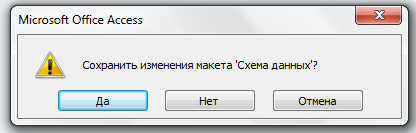 Microsoft Office Access
Сохранить изменения макета 'Схема данных'?
Да Нет Отмена